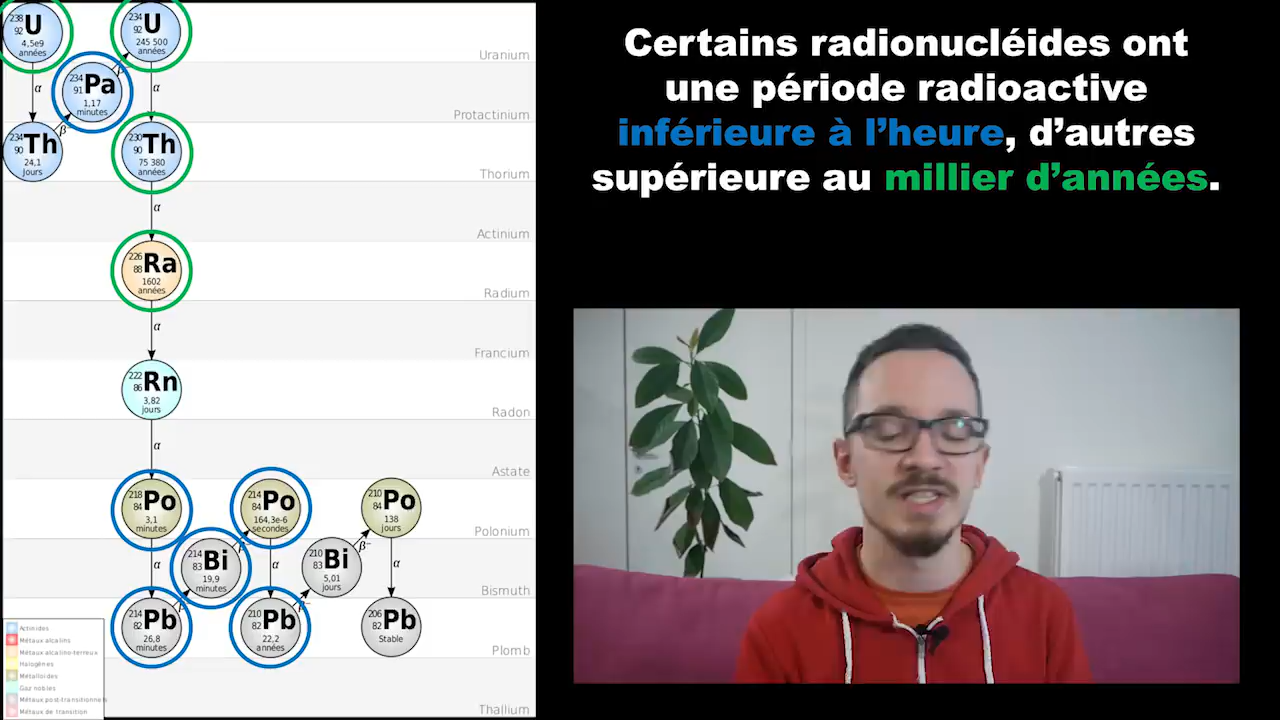 Certains radionucléides ont
une période radioactive
inférieure à l’heure, d’autres
supérieure au millier d’années.
238
92
U
4,5e9
années
234
92
U
245 500
années
Uranium
α
234
91
Pa
1,17
minutes
β⁻
α
Protactinium
234
90
Th
24,1
jours
β⁻
230
90
Th
75 380
années
Thorium
α
Actinium
226
88
Ra
1602
années
Radium
α
Francium
222
86
Rn
3,82
jours
Radon
α
Astate
218
84
Po
3,1
minutes
214
84
Po
164,3e-6
secondes
210
84
Po
138
jours
Polonium
α
214
83
Bi
19,9
minutes
β⁻
α
210
83
Bi
5,01
jours
β⁻
α
Bismuth
214
82
Pb
26,8
minutes
β⁻
210
82
Pb
22,2
années
β⁻
206
82
Pb
Stable
Plomb
Thallium
Actinides
Métaux alcalins
Métaux alcalino-terreux
Halogènes
Métalloïdes
Gaz nobles
Métaux post-transitionnels
Métaux de transition